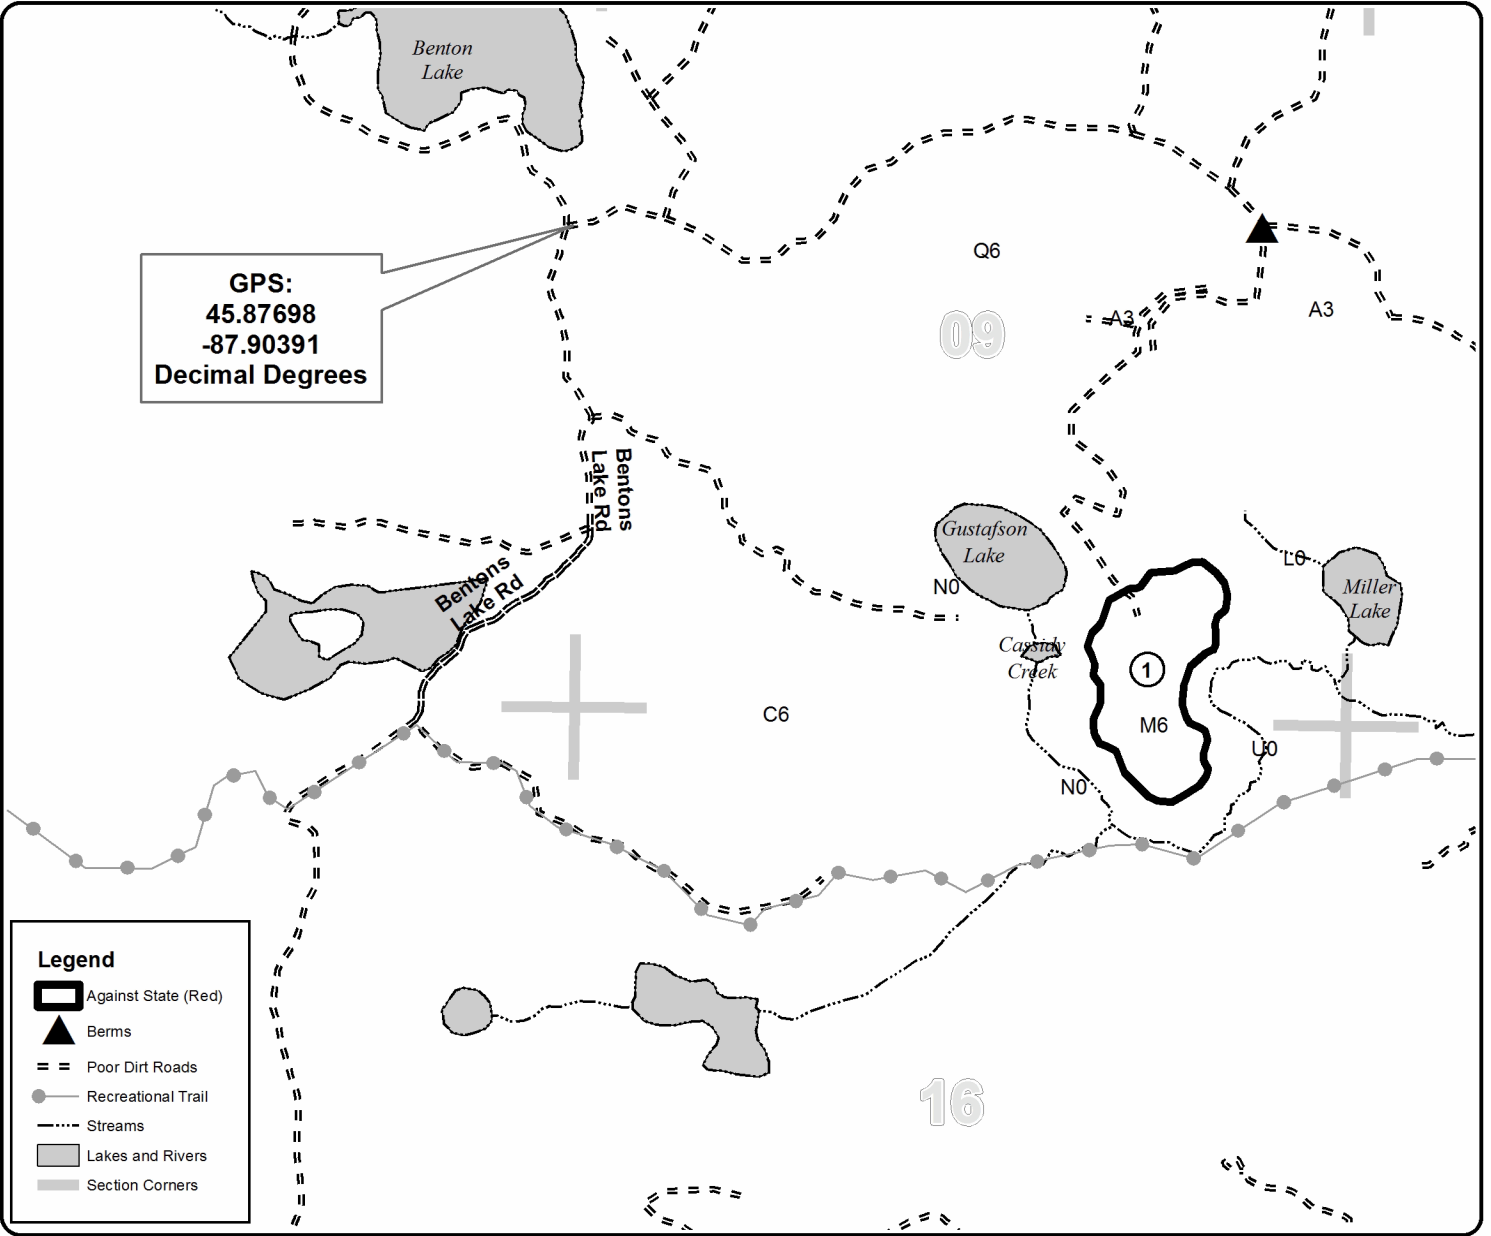 Benton
Lake
GPS:
45.87698
-87.90391
Decimal Degrees
Q6
A3
A3
09
Bentons
Lake Rd
Gustafson
Lake
N0
L0
Miller
Lake
Bentons
Lake Rd
Cassidy
Creek
1
M6
C6
U0
N0
Legend
Against State (Red)
Berms
Poor Dirt Roads
Recreational Trail
Streams
Lakes and Rivers
Section Corners
16